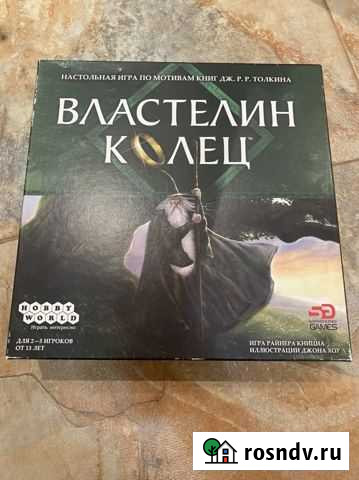 НАСТОЛЬНАЯ ИГРА ПО МОТИВАМ КНИГ ДЖ. Р. Р. ТОЛКИНА
ВЛАСТЕЛИН
КОЛЕЦ
HOBBY
WORLD
Играть интересно
ДЛЯ 2–5 ИГРОКОВ
ОТ 13 ЛЕТ
SD
GAMES
ИГРА РАЙНЕРА КНИЦИА
ИЛЛЮСТРАЦИИ ДЖОНА ХОУ
rosndv.ru